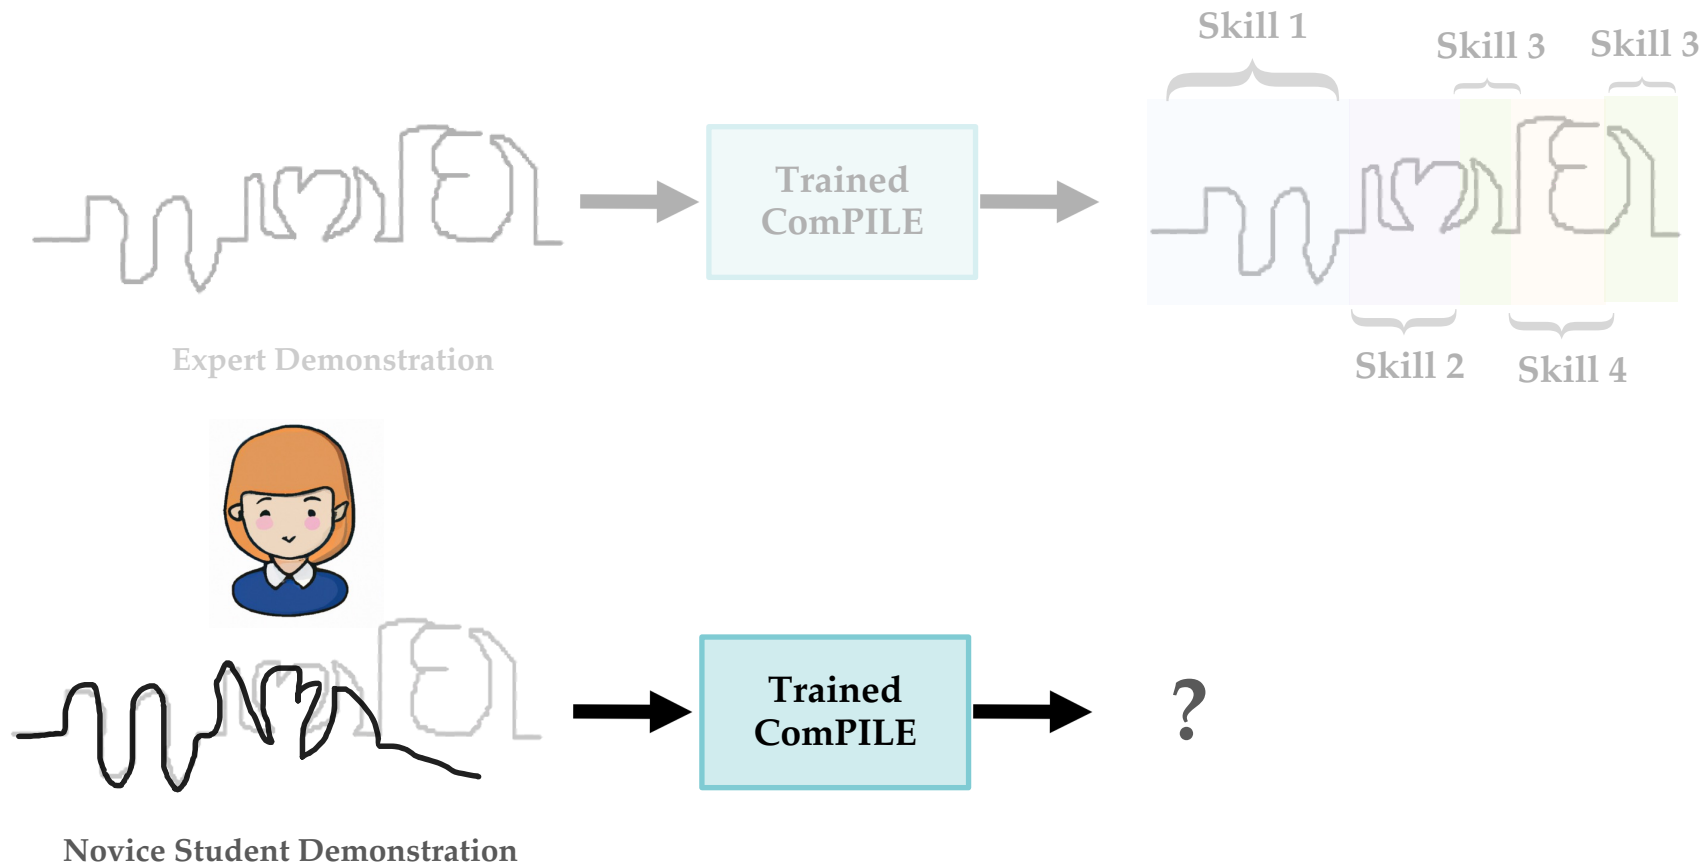 Skill 1
Skill 3
Skill 3
Trained
ComPILE
Skill 2
Skill 4
Expert Demonstration
Trained
ComPILE
?
Novice Student Demonstration